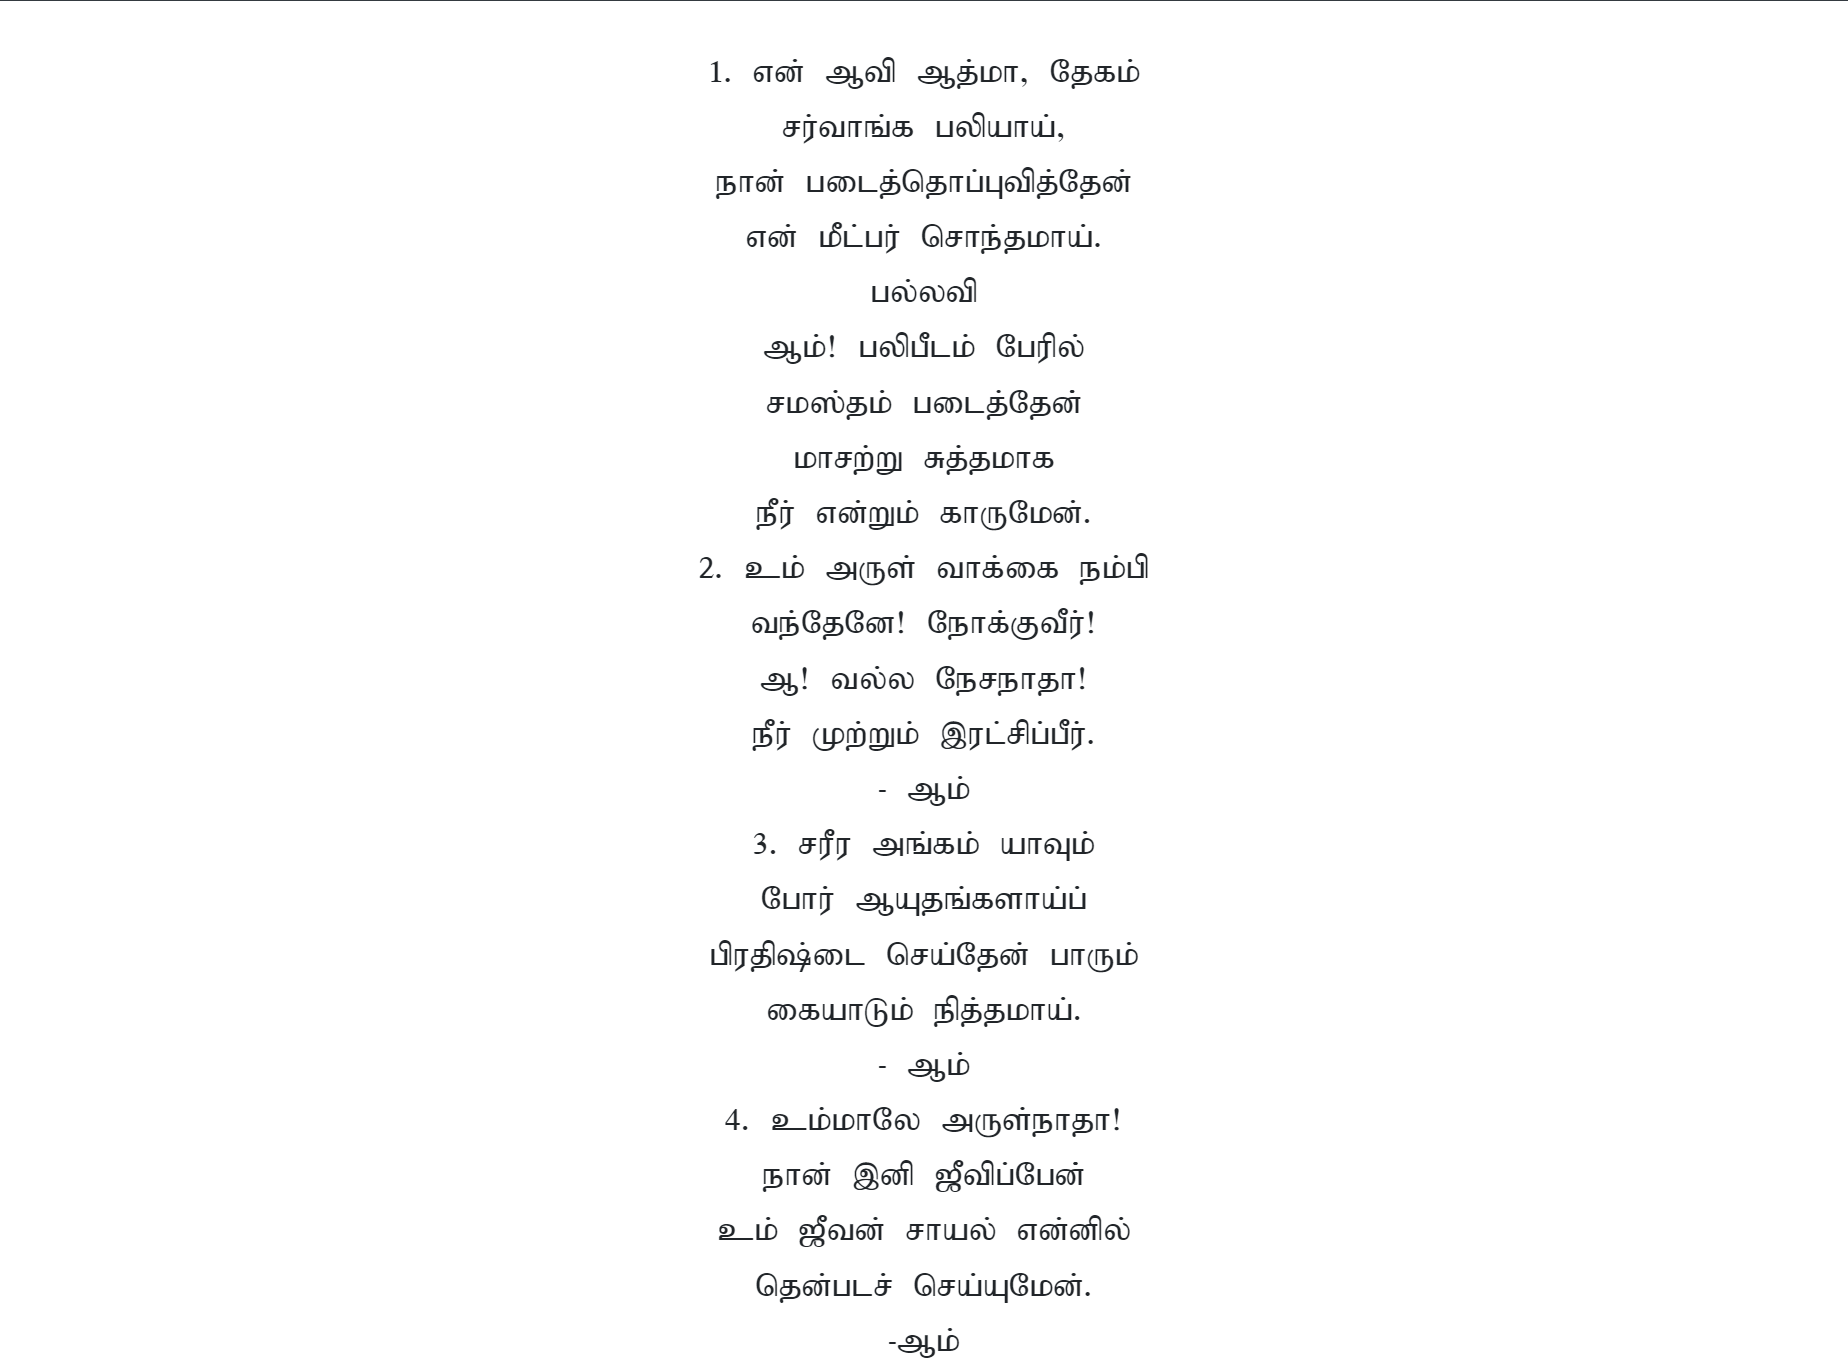 1. என் ஆவி ஆத்மா, தேகம்
சர்வாங்க பலியாய்,
நான் படைத்தொப்புவித்தேன்
என் மீட்பர் சொந்தமாய்.
பல்லவி
ஆம்! பலிபீடம் பேரில்
சமஸ்தம் படைத்தேன்
மாசற்று சுத்தமாக
நீர் என்றும் காருமேன்.
2. உம் அருள் வாக்கை நம்பி
வந்தேனே! நோக்குவீர்!
ஆ! வல்ல நேசநாதா!
நீர் முற்றும் இரட்சிப்பீர்.
- ஆம்
3. சரீர அங்கம் யாவும்
போர் ஆயுதங்களாய்ப்
பிரதிஷ்டை செய்தேன் பாரும்
கையாடும் நித்தமாய்.
- ஆம்
4. உம்மாலே அருள்நாதா!
நான் இனி ஜீவிப்பேன்
உம் ஜீவன் சாயல் என்னில்
தென்படச் செய்யுமேன்.
-ஆம்